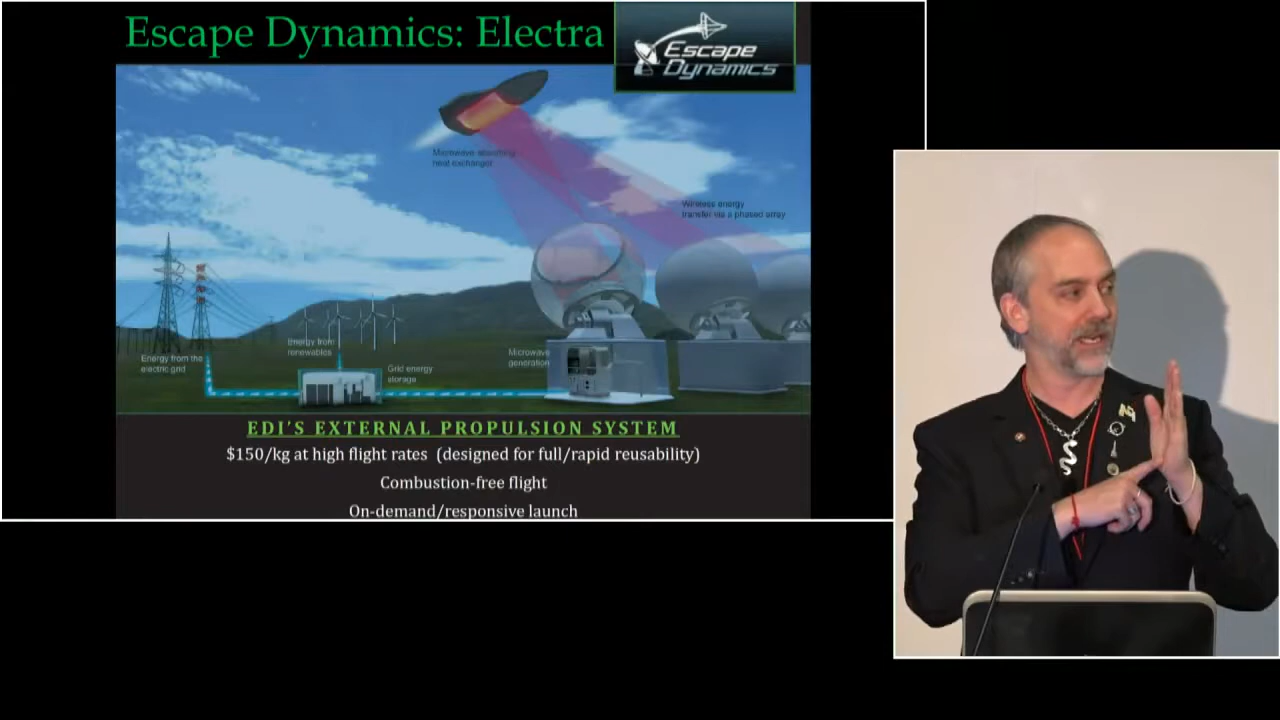 Escape Dynamics: Electra
Escape
Dynamics
Microwave absorbing
heat exchanger
Wireless energy
transfer via a phased array
Energy from the
electric grid
Energy from
renewables
Grid energy
storage
Microwave
generation
EDI'S EXTERNAL PROPULSION SYSTEM
$150/kg at high flight rates (designed for full/rapid reusability)
Combustion-free flight
On-demand/responsive launch